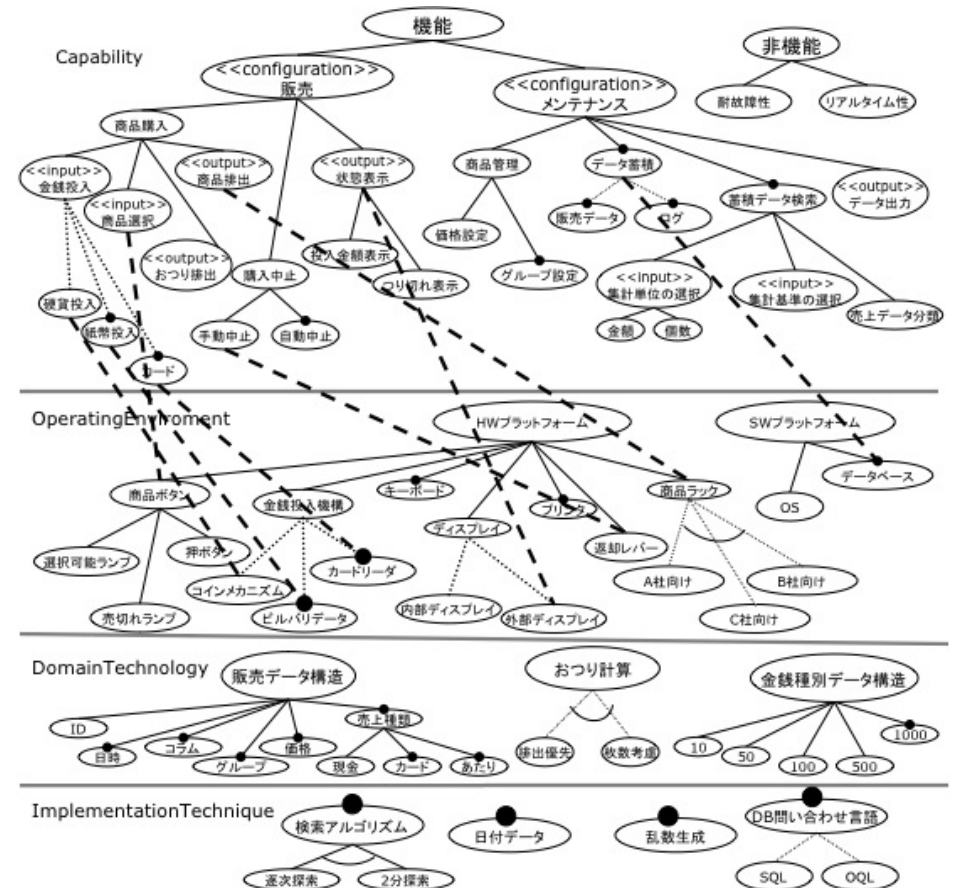 機能
非機能
Capability
<<configuration>>
販売
<<configuration>>
メンテナンス
耐故障性
リアルタイム性
商品購入
<<input>>
金銭投入
<<output>>
商品排出
<<output>>
状態表示
商品管理
データ蓄積
<<input>>
商品選択
蓄積データ検索
<<output>>
データ出力
販売データ
ログ
価格設定
<<output>>
おつり排出
購入中止
投入金額表示
つり切れ表示
グループ設定
<<input>>
集計単位の選択
<<input>>
集計基準の選択
硬貨投入
紙幣投入
カード
手動中止
自動中止
金額
個数
売上データ分類
OperatingEnviroment
HWプラットフォーム
SWプラットフォーム
商品ボタン
金銭投入機構
キーボード
プリンタ
商品ラック
データベース
OS
ディスプレイ
返却レバー
選択可能ランプ
押ボタン
カードリーダ
コインメカニズム
A社向け
B社向け
売切れランプ
ビルバリデータ
内部ディスプレイ
外部ディスプレイ
C社向け
DomainTechnology
販売データ構造
おつり計算
金銭種別データ構造
ID
日時
コラム
グループ
価格
売上種類
現金
カード
あたり
排出優先
枚数考慮
10
50
100
500
1000
ImplementationTechnique
検索アルゴリズム
日付データ
乱数生成
DB問い合わせ言語
逐次探索
2分探索
SQL
OQL